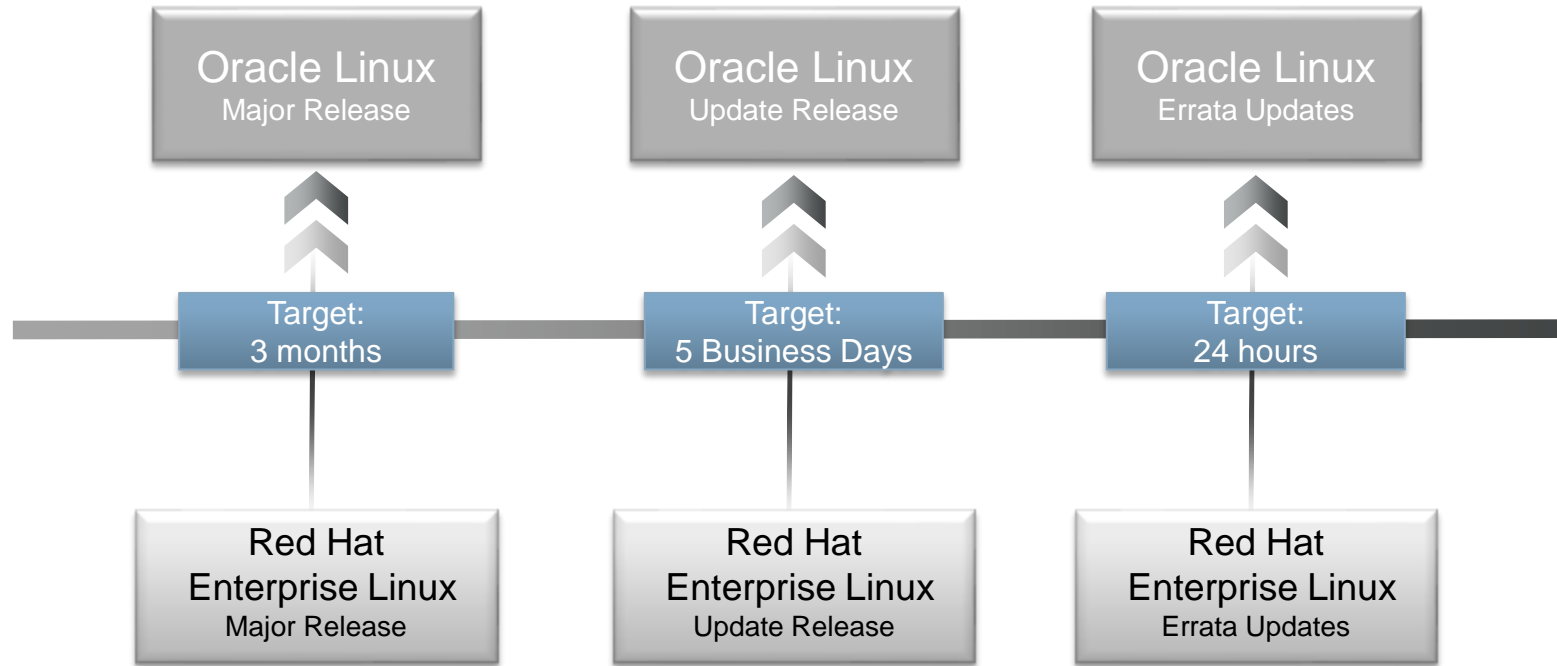 Oracle Linux
Major Release
Oracle Linux
Update Release
Oracle Linux
Errata Updates
Target:
3 months
Target:
5 Business Days
Target:
24 hours
Red Hat
Enterprise Linux
Major Release
Red Hat
Enterprise Linux
Update Release
Red Hat
Enterprise Linux
Errata Updates